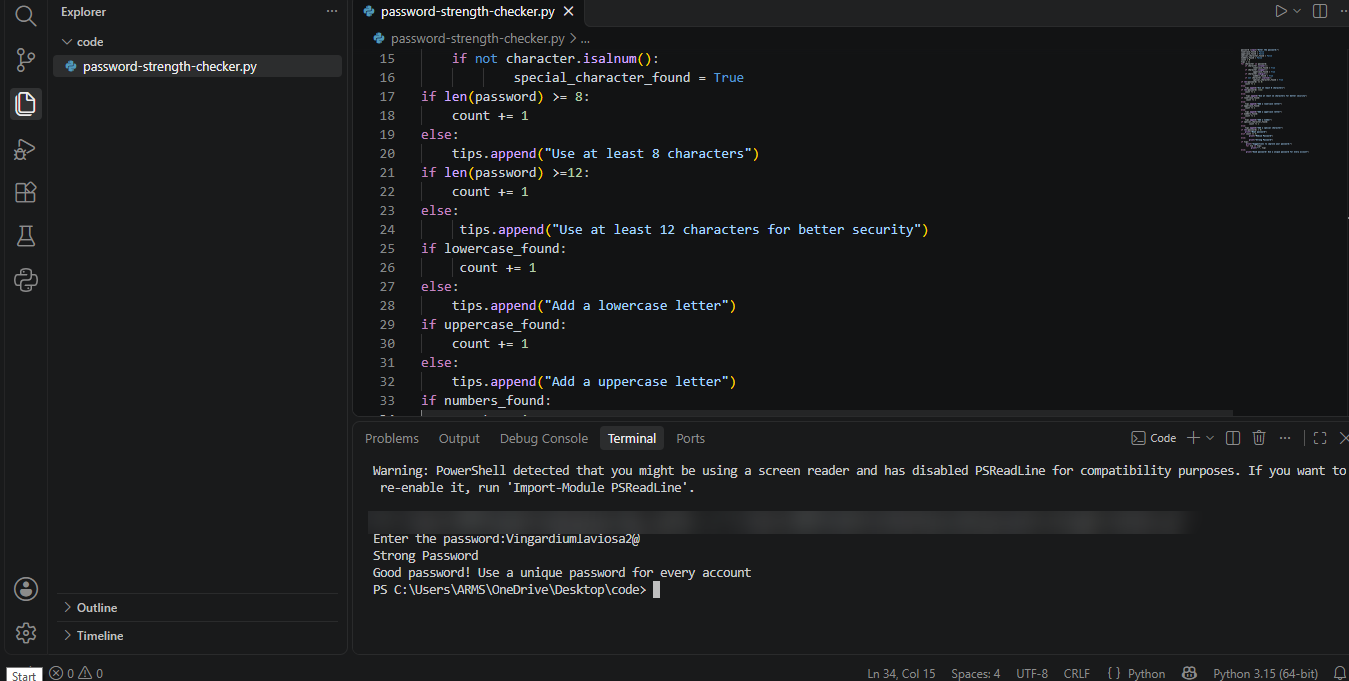 Explorer
···
code
password-strength-checker.py
Outline
Timeline
Start
password-strength-checker.py
password-strength-checker.py > ...
15 if not character.isalnum():
16 special_character_found = True
17 if len(password) >= 8:
18 count += 1
19 else:
20 tips.append("Use at least 8 characters")
21 if len(password) >=12:
22 count += 1
23 else:
24 tips.append("Use at least 12 characters for better security")
25 if lowercase_found:
26 count += 1
27 else:
28 tips.append("Add a lowercase letter")
29 if uppercase_found:
30 count += 1
31 else:
32 tips.append("Add a uppercase letter")
33 if numbers_found:
Problems Output Debug Console Terminal Ports
Code
Warning: PowerShell detected that you might be using a screen reader and has disabled PSReadLine for compatibility purposes. If you want to
re-enable it, run 'Import-Module PSReadLine'.
Enter the password:Vingardiumlaviosa2@
Strong Password
Good password! Use a unique password for every account
PS C:\Users\ARMS\OneDrive\Desktop\code>
0 0
Ln 34, Col 15 Spaces: 4 UTF-8 CRLF { } Python Python 3.15 (64-bit)